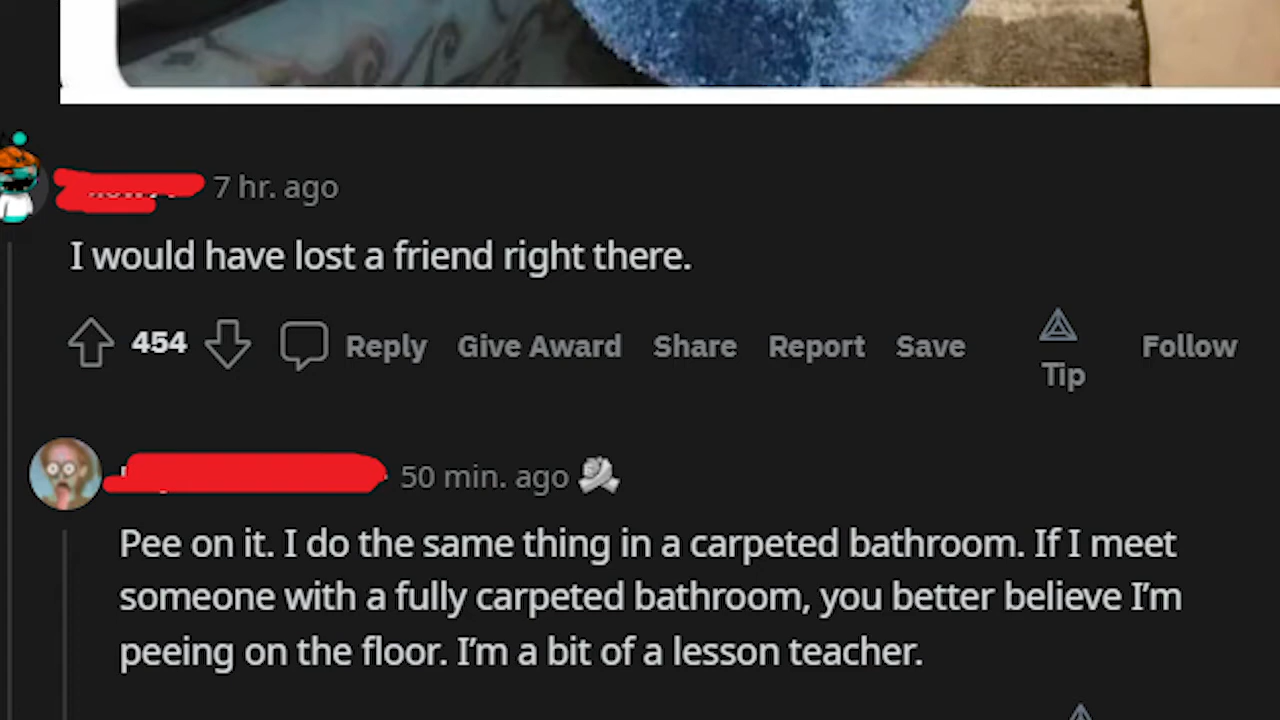 7 hr. ago
I would have lost a friend right there.
454 Reply Give Award Share Report Save Tip Follow
50 min. ago
Pee on it. I do the same thing in a carpeted bathroom. If I meet
someone with a fully carpeted bathroom, you better believe I’m
peeing on the floor. I’m a bit of a lesson teacher.